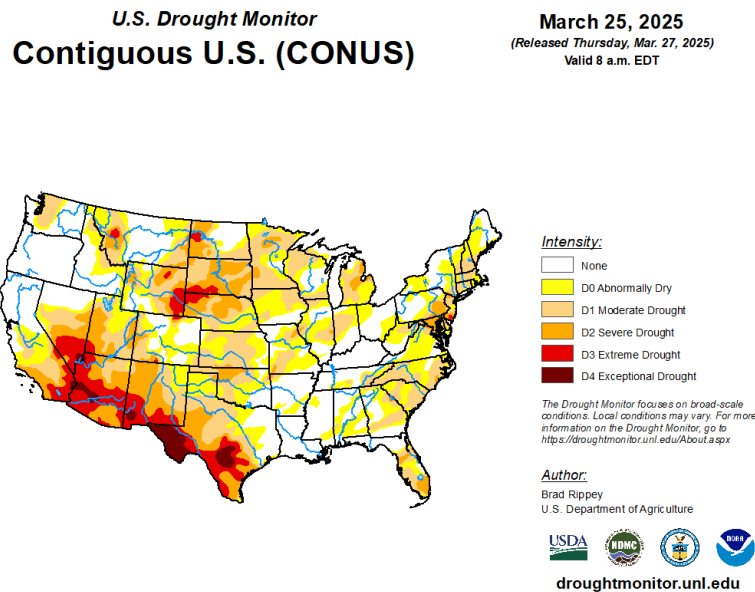 U.S. Drought Monitor
Contiguous U.S. (CONUS)
March 25, 2025
(Released Thursday, Mar. 27, 2025)
Valid 8 a.m. EDT
Intensity:
None
D0 Abnormally Dry
D1 Moderate Drought
D2 Severe Drought
D3 Extreme Drought
D4 Exceptional Drought
The Drought Monitor focuses on broad-scale
conditions. Local conditions may vary. For more
information on the Drought Monitor, go to
https://droughtmonitor.unl.edu/About.aspx
Author:
Brad Rippey
U.S. Department of Agriculture
USDA
NDMC
NOAA
droughtmonitor.unl.edu